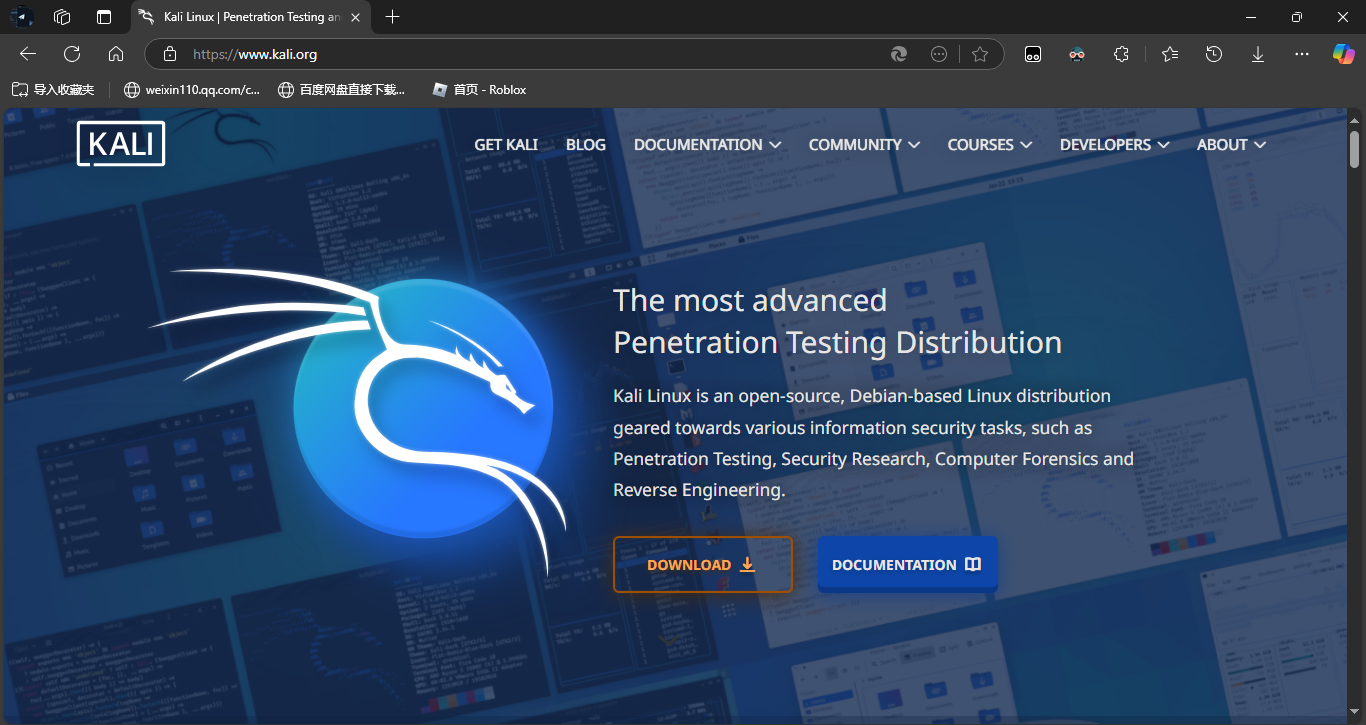 Kali Linux | Penetration Testing an
https://www.kali.org
导入收藏夹
weixin110.qq.com/c...
百度网盘直接下载...
首页 - Roblox
KALI
GET KALI
BLOG
DOCUMENTATION
COMMUNITY
COURSES
DEVELOPERS
ABOUT
The most advanced
Penetration Testing Distribution
Kali Linux is an open-source, Debian-based Linux distribution
geared towards various information security tasks, such as
Penetration Testing, Security Research, Computer Forensics and
Reverse Engineering.
DOWNLOAD
DOCUMENTATION